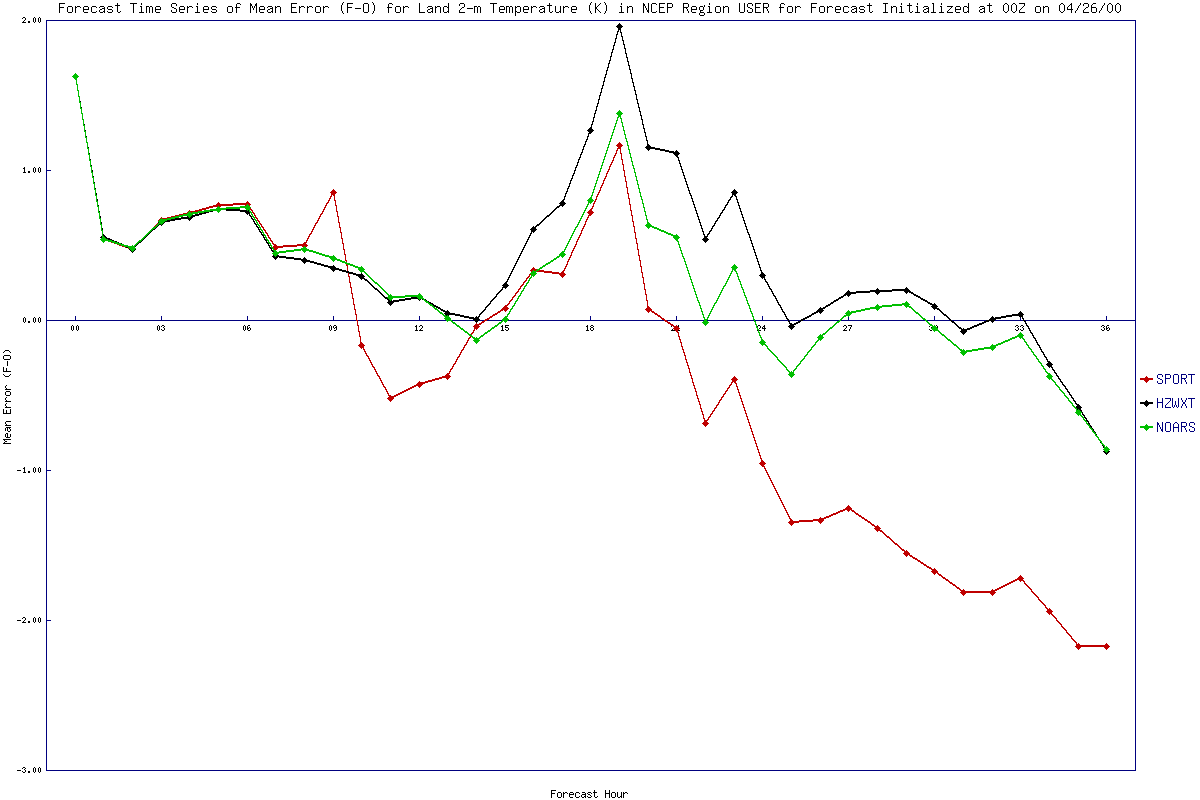 Forecast Time Series of Mean Error (F-O) for Land 2-m Temperature (K) in NCEP Region USER for Forecast Initialized at 00Z on 04/26/00
2.00
1.00
0.00
-1.00
-2.00
-3.00
Mean Error (F-O)
00 03 06 09 12 15 18 21 24 27 30 33 36
SPORT
HZWXT
NOARS
Forecast Hour